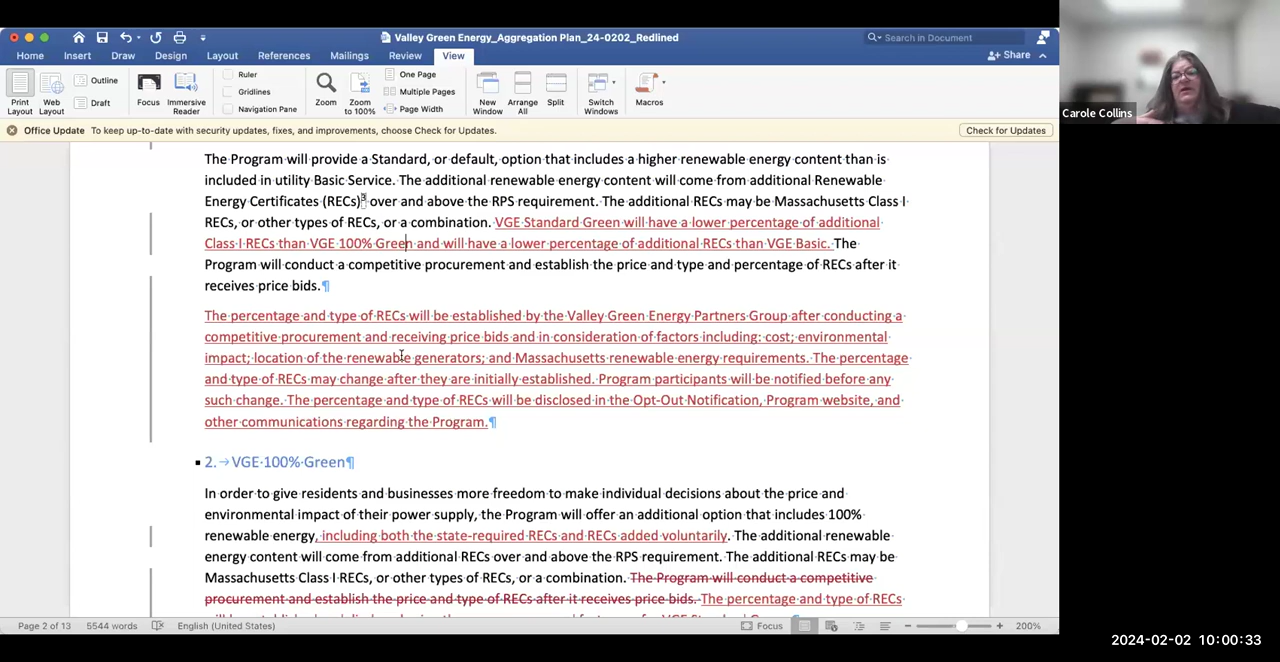 Valley Green Energy_Aggregation Plan_24-0202_Redlined
Search in Document
Home Insert Draw Design Layout References Mailings Review View
Share
Print Layout
Web Layout
Outline
Draft
Focus
Immersive Reader
Ruler
Gridlines
Navigation Pane
Zoom
Zoom to 100%
One Page
Multiple Pages
Page Width
New Window
Arrange All
Split
Switch Windows
Macros
Office Update To keep up-to-date with security updates, fixes, and improvements, choose Check for Updates.
Check for Updates
The Program will provide a Standard, or default, option that includes a higher renewable energy content than is
included in utility Basic Service. The additional renewable energy content will come from additional Renewable
Energy Certificates (RECs) over and above the RPS requirement. The additional RECs may be Massachusetts Class I
RECs, or other types of RECs, or a combination. VGE Standard Green will have a lower percentage of additional
Class I RECs than VGE 100% Green and will have a lower percentage of additional RECs than VGE Basic. The
Program will conduct a competitive procurement and establish the price and type and percentage of RECs after it
receives price bids.¶
The percentage and type of RECs will be established by the Valley Green Energy Partners Group after conducting a
competitive procurement and receiving price bids and in consideration of factors including: cost; environmental
impact; location of the renewable generators; and Massachusetts renewable energy requirements. The percentage
and type of RECs may change after they are initially established. Program participants will be notified before any
such change. The percentage and type of RECs will be disclosed in the Opt-Out Notification, Program website, and
other communications regarding the Program.¶
2. → VGE 100% Green¶
In order to give residents and businesses more freedom to make individual decisions about the price and
environmental impact of their power supply, the Program will offer an additional option that includes 100%
renewable energy, including both the state-required RECs and RECs added voluntarily. The additional renewable
energy content will come from additional RECs over and above the RPS requirement. The additional RECs may be
Massachusetts Class I RECs, or other types of RECs, or a combination. The Program will conduct a competitive
procurement and establish the price and type of RECs after it receives price bids. The percentage and type of RECs
Page 2 of 13 5544 words English (United States) Focus 200%
Carole Collins
2024-02-02 10:00:33